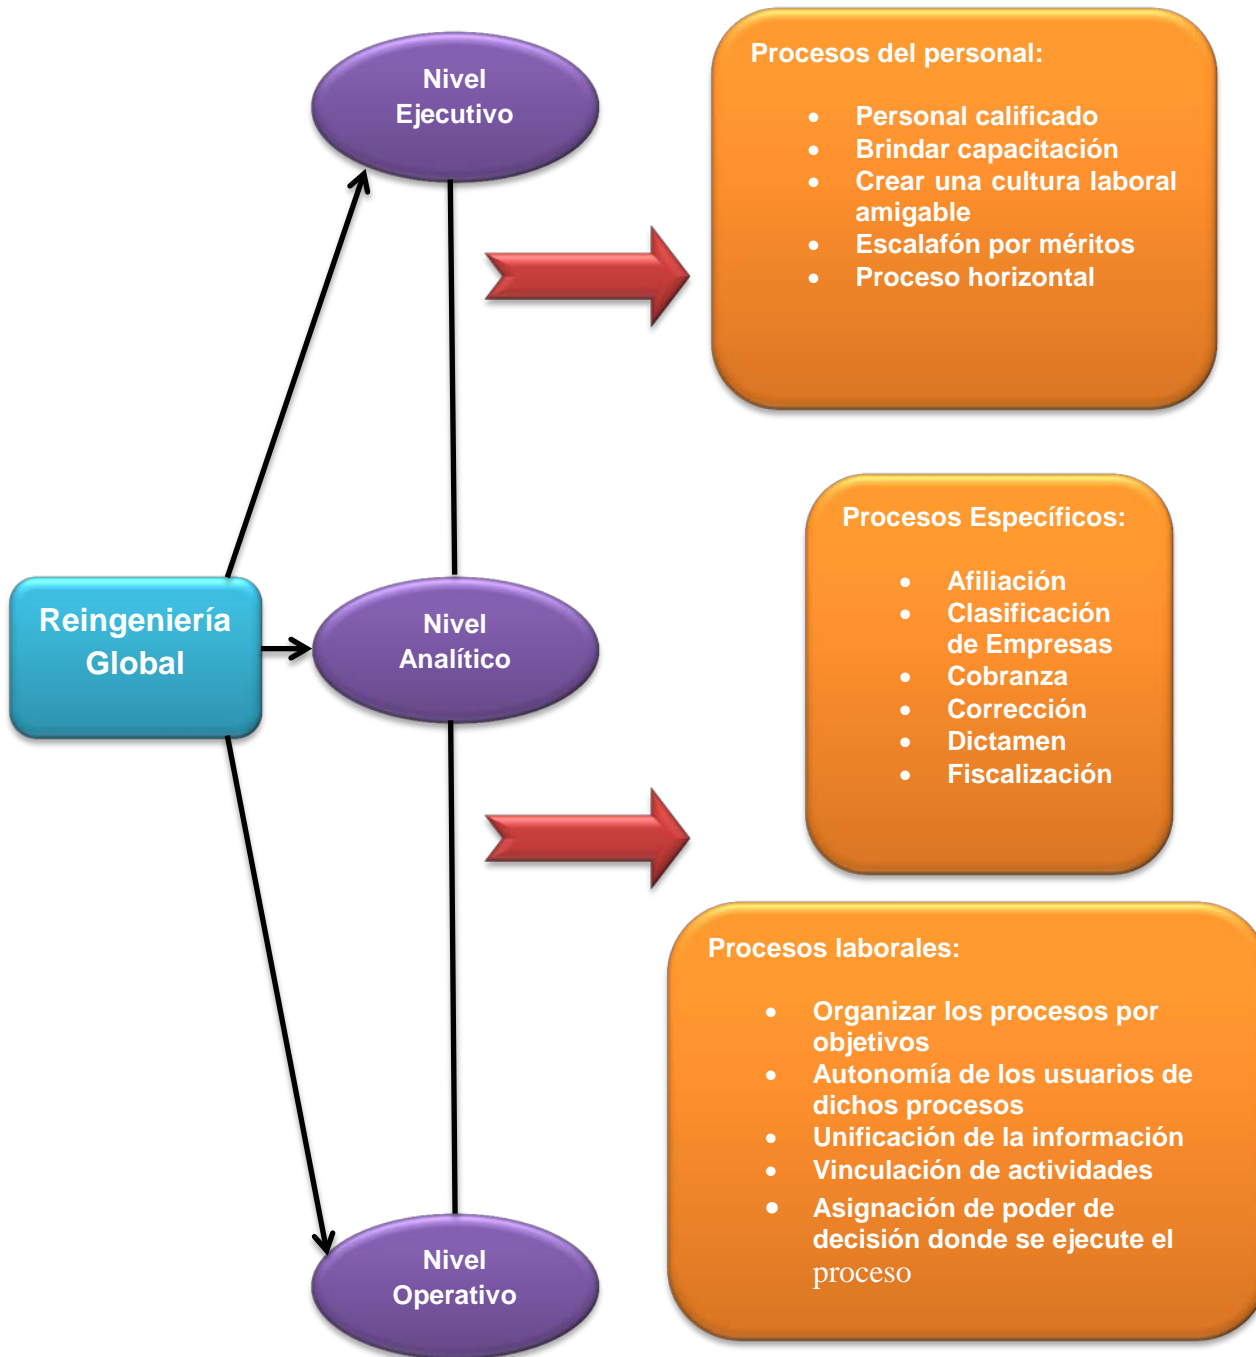 Nivel
Ejecutivo
Procesos del personal:
• Personal calificado
• Brindar capacitación
• Crear una cultura laboral
amigable
• Escalafón por méritos
• Proceso horizontal
Reingeniería
Global
Nivel
Analítico
Procesos Específicos:
• Afiliación
• Clasificación
de Empresas
• Cobranza
• Corrección
• Dictamen
• Fiscalización
Procesos laborales:
• Organizar los procesos por
objetivos
• Autonomía de los usuarios de
dichos procesos
• Unificación de la información
• Vinculación de actividades
• Asignación de poder de
decisión donde se ejecute el
proceso
Nivel
Operativo